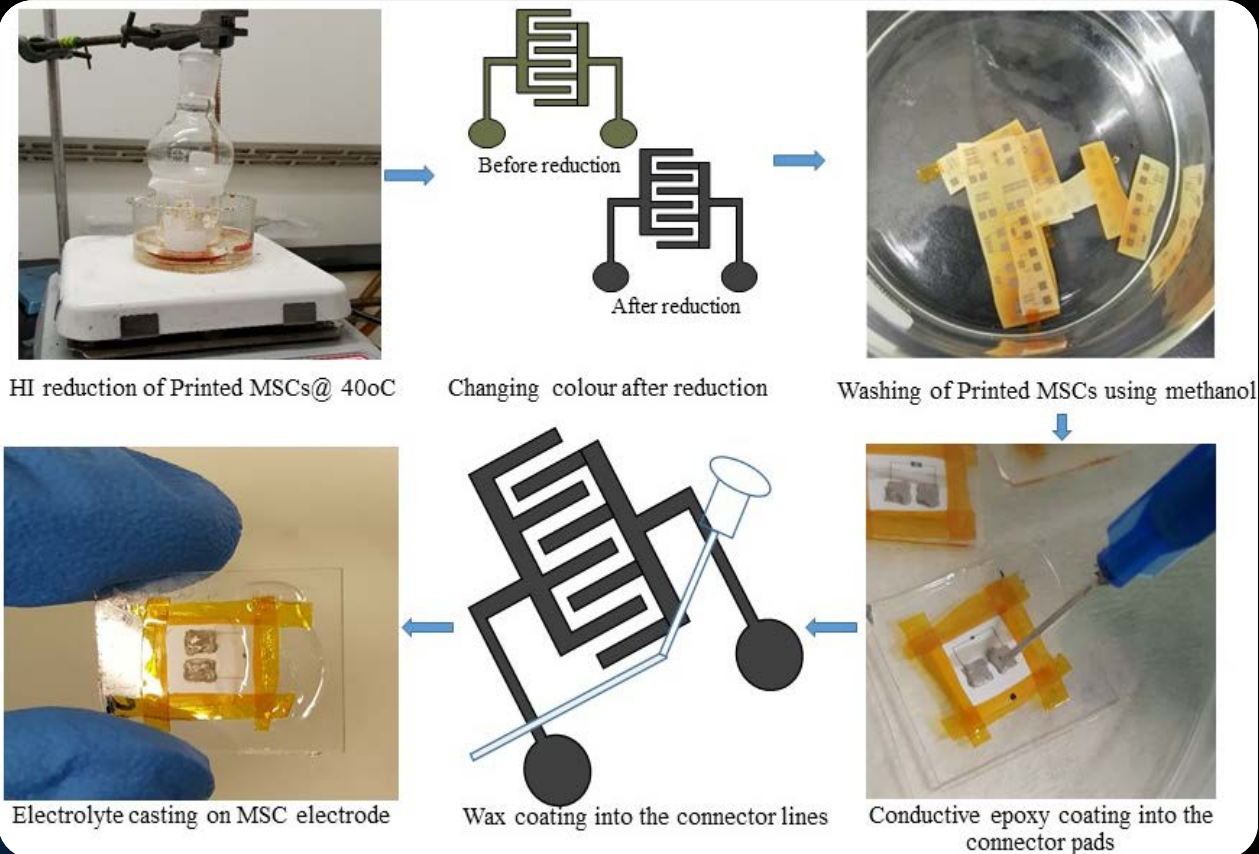 Before reduction
After reduction
HI reduction of Printed MSCs@ 40oC
Changing colour after reduction
Washing of Printed MSCs using methanol
Electrolyte casting on MSC electrode
Wax coating into the connector lines
Conductive epoxy coating into the
connector pads